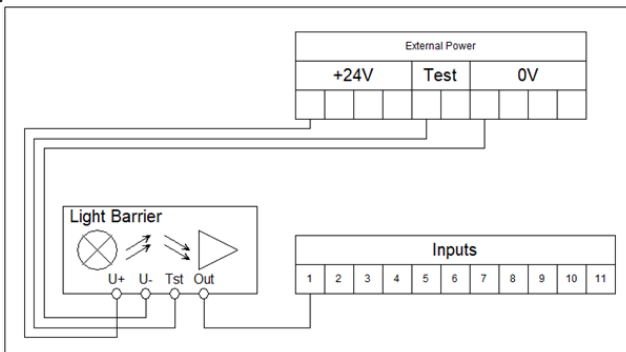 External Power
+24V Test 0V
Light Barrier
U+ U- Tst Out
Inputs
1 2 3 4 5 6 7 8 9 10 11